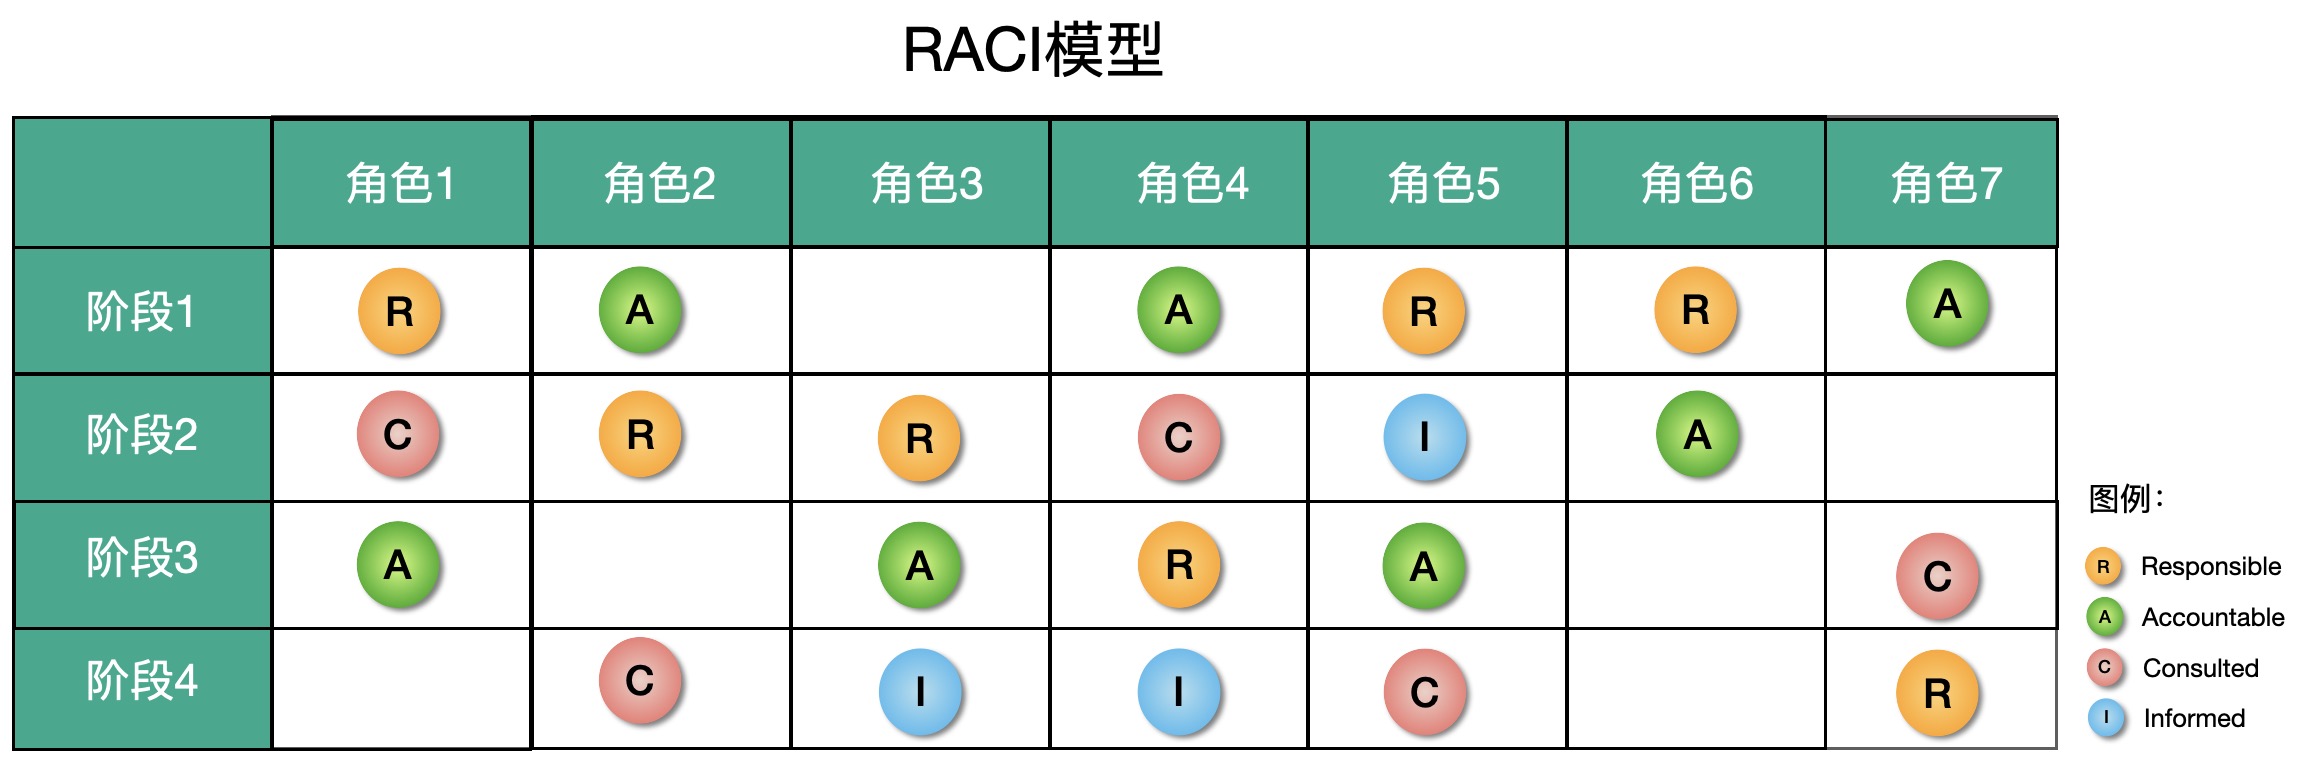 RACI模型
角色1 角色2 角色3 角色4 角色5 角色6 角色7
阶段1 R A A R R A
阶段2 C R R C I A
阶段3 A A R A C
阶段4 C I I C R
图例：
R Responsible
A Accountable
C Consulted
I Informed